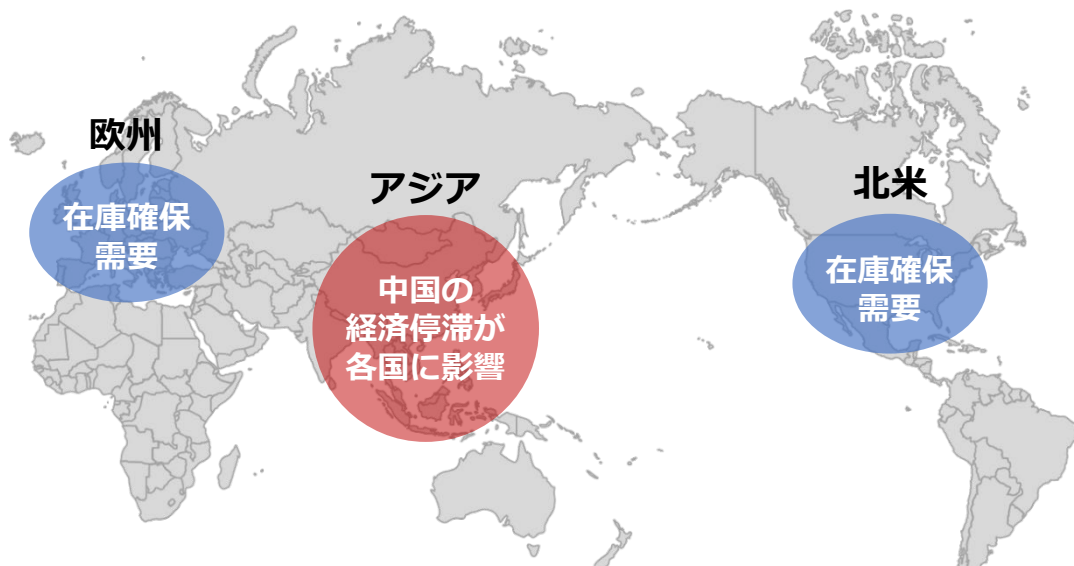 欧州
在庫確保
需要
アジア
中国の
経済停滞が
各国に影響
北米
在庫確保
需要